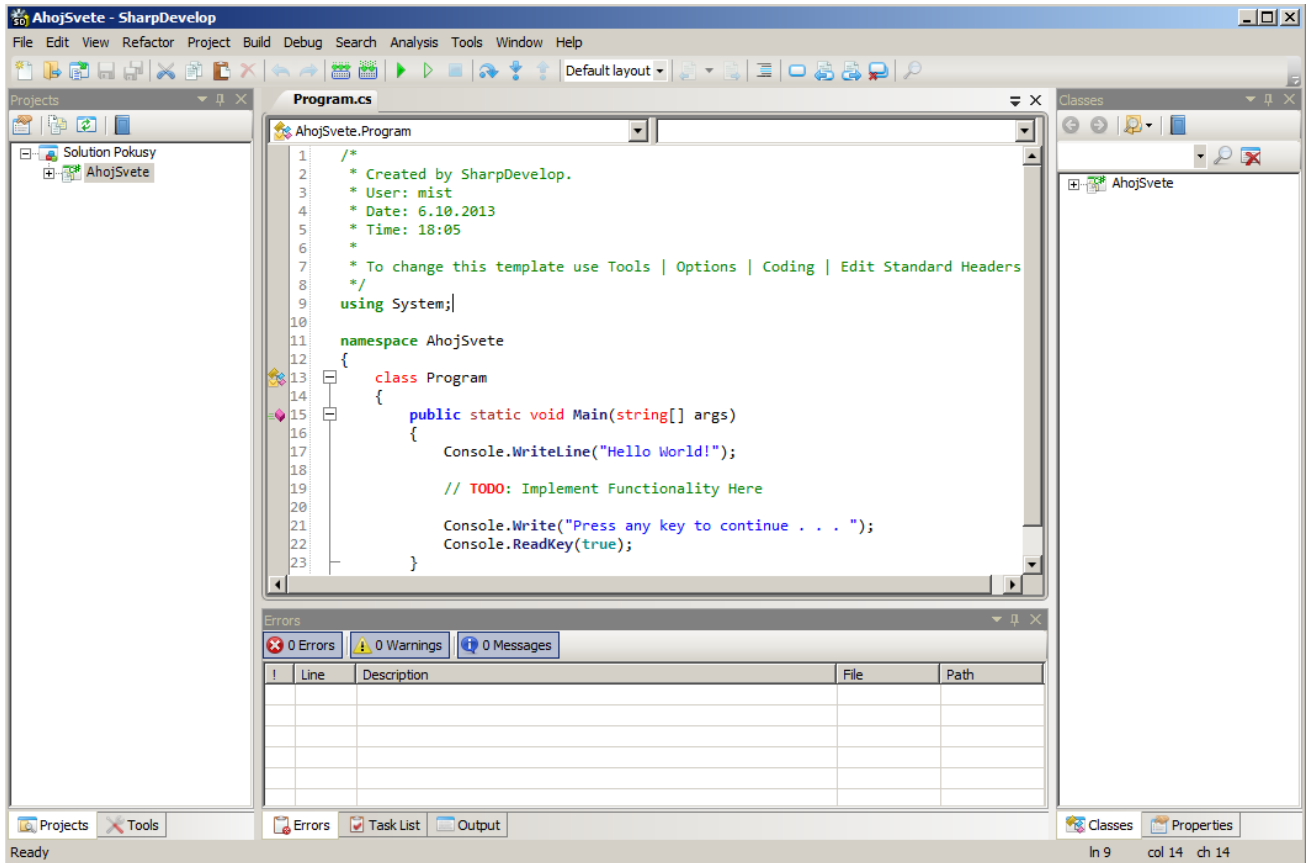 AhojSvete - SharpDevelop
File Edit View Refactor Project Build Debug Search Analysis Tools Window Help
Default layout
Projects
Solution Pokusy
AhojSvete
Program.cs
AhojSvete.Program
1 /*
2 * Created by SharpDevelop.
3 * User: mist
4 * Date: 6.10.2013
5 * Time: 18:05
6 *
7 * To change this template use Tools | Options | Coding | Edit Standard Headers
8 */
9 using System;
10
11 namespace AhojSvete
12 {
13 class Program
14 {
15 public static void Main(string[] args)
16 {
17 Console.WriteLine("Hello World!");
18
19 // TODO: Implement Functionality Here
20
21 Console.Write("Press any key to continue . . . ");
22 Console.ReadKey(true);
23 }
Classes
AhojSvete
Errors
0 Errors 0 Warnings 0 Messages
! Line Description File Path
Projects Tools
Errors Task List Output
Classes Properties
Ready
ln 9 col 14 ch 14